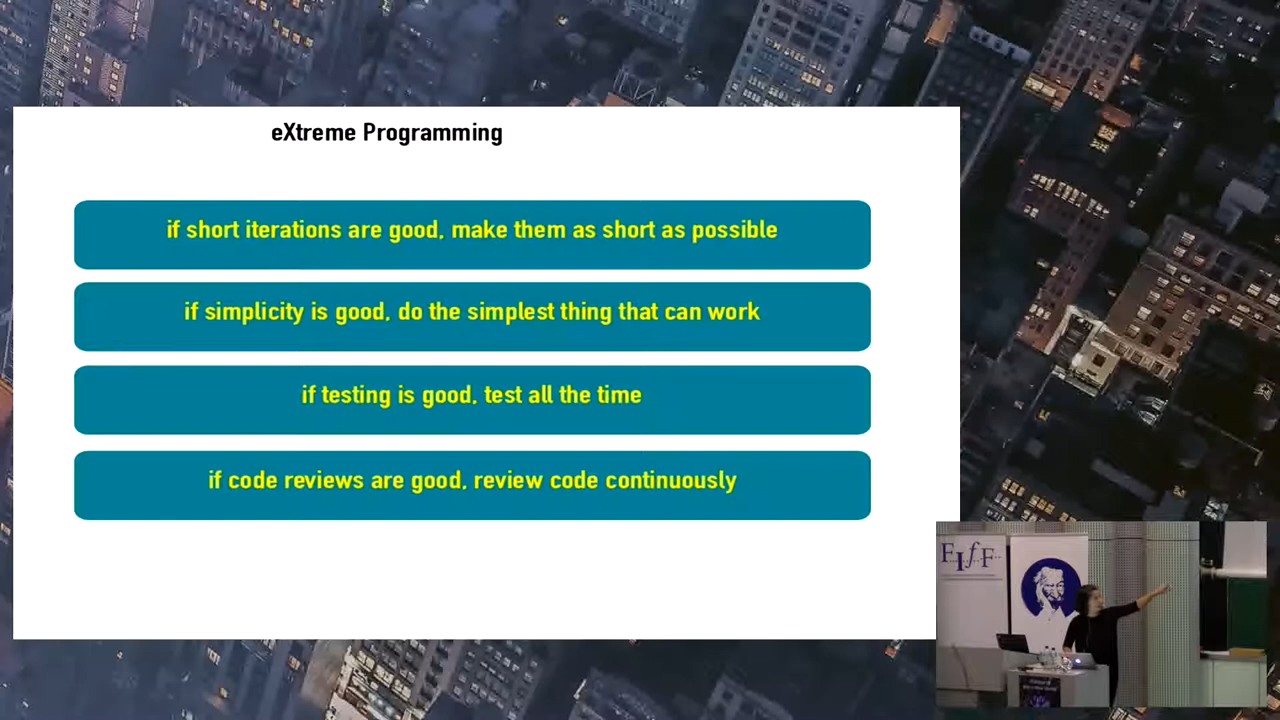 eXtreme Programming
if short iterations are good, make them as short as possible
if simplicity is good, do the simplest thing that can work
if testing is good, test all the time
if code reviews are good, review code continuously
FIfF